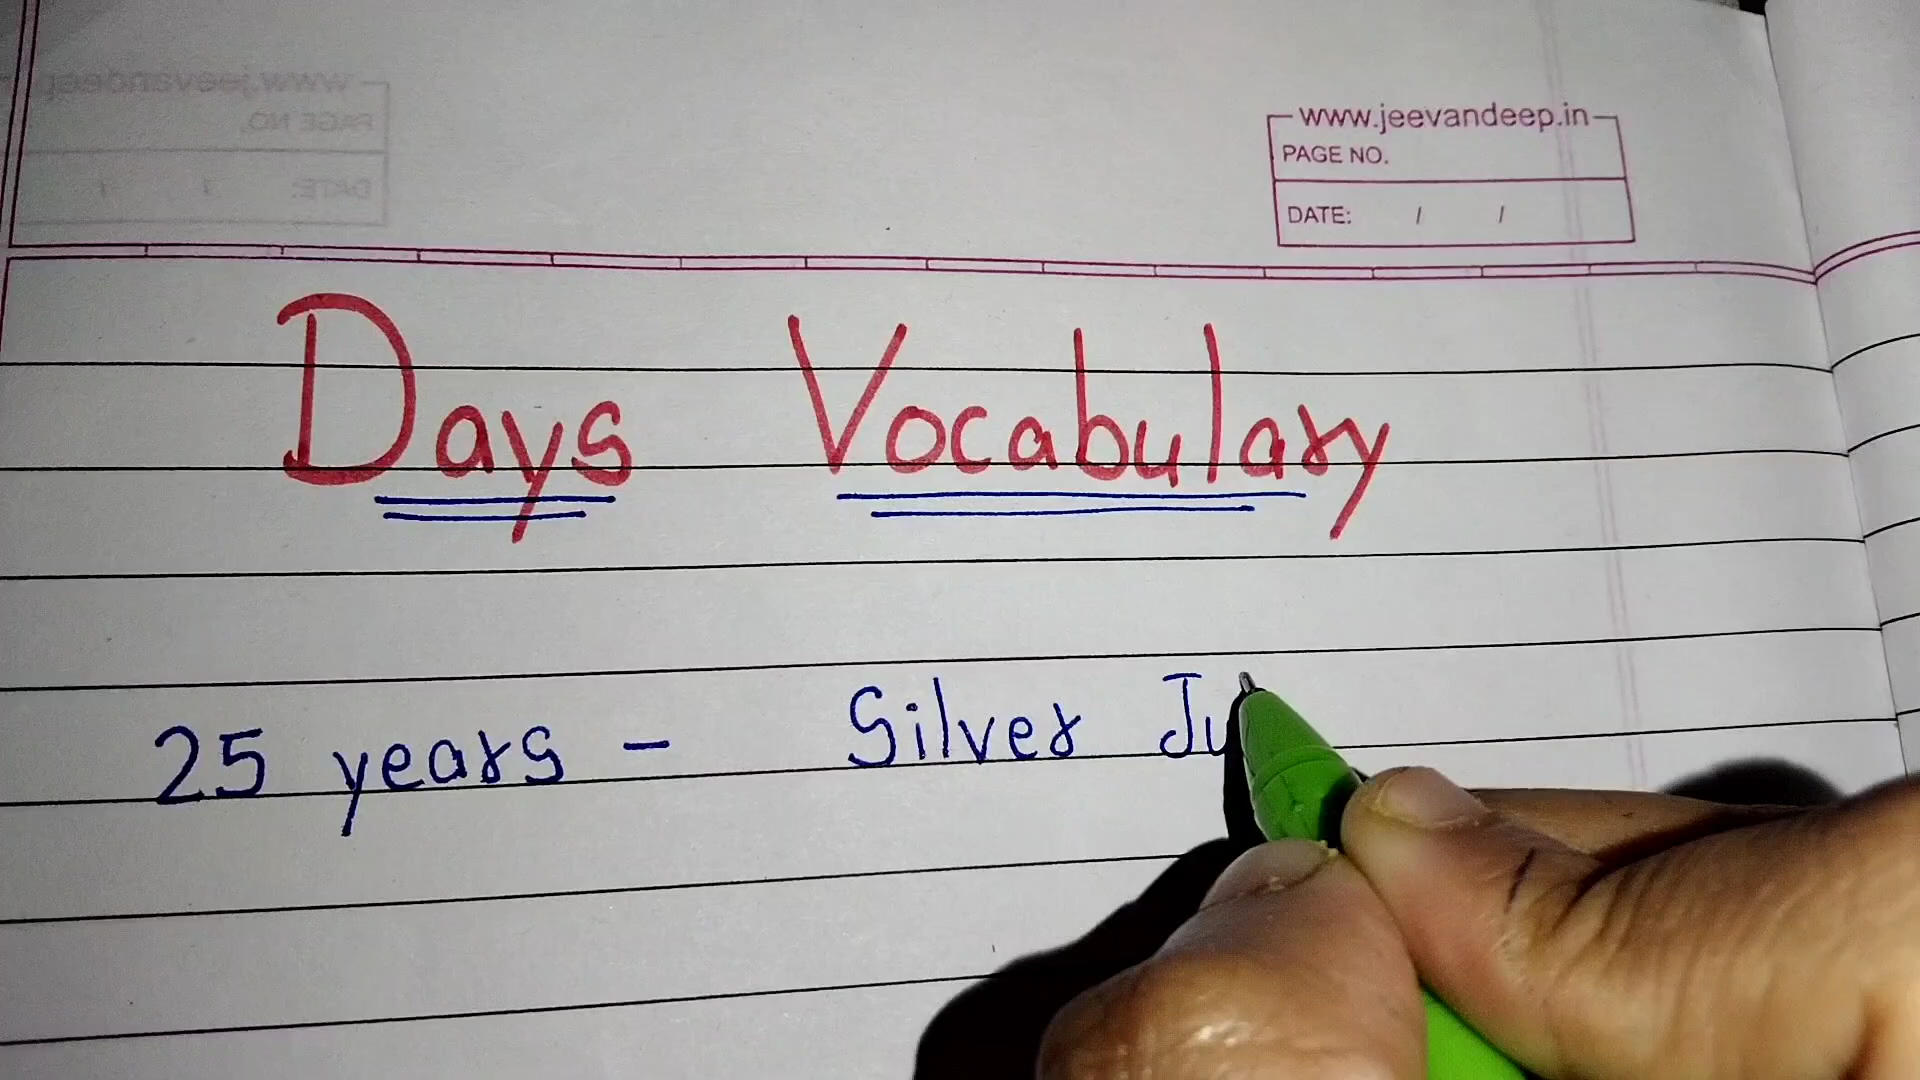 www.jeevandeep.in
PAGE NO.
DATE: / /
Days Vocabulary
25 years - Silver Ju